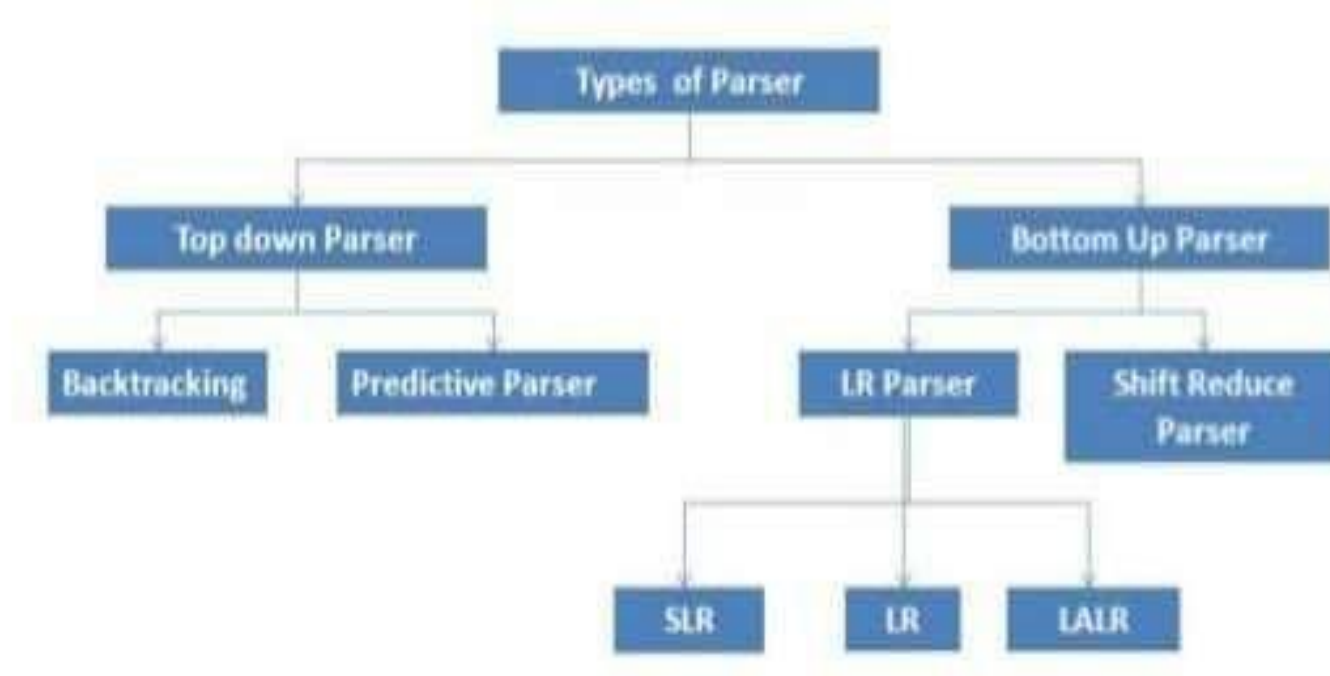 Types of Parser
Top down Parser
Bottom Up Parser
Backtracking
Predictive Parser
LR Parser
Shift Reduce
Parser
SLR
LR
LALR